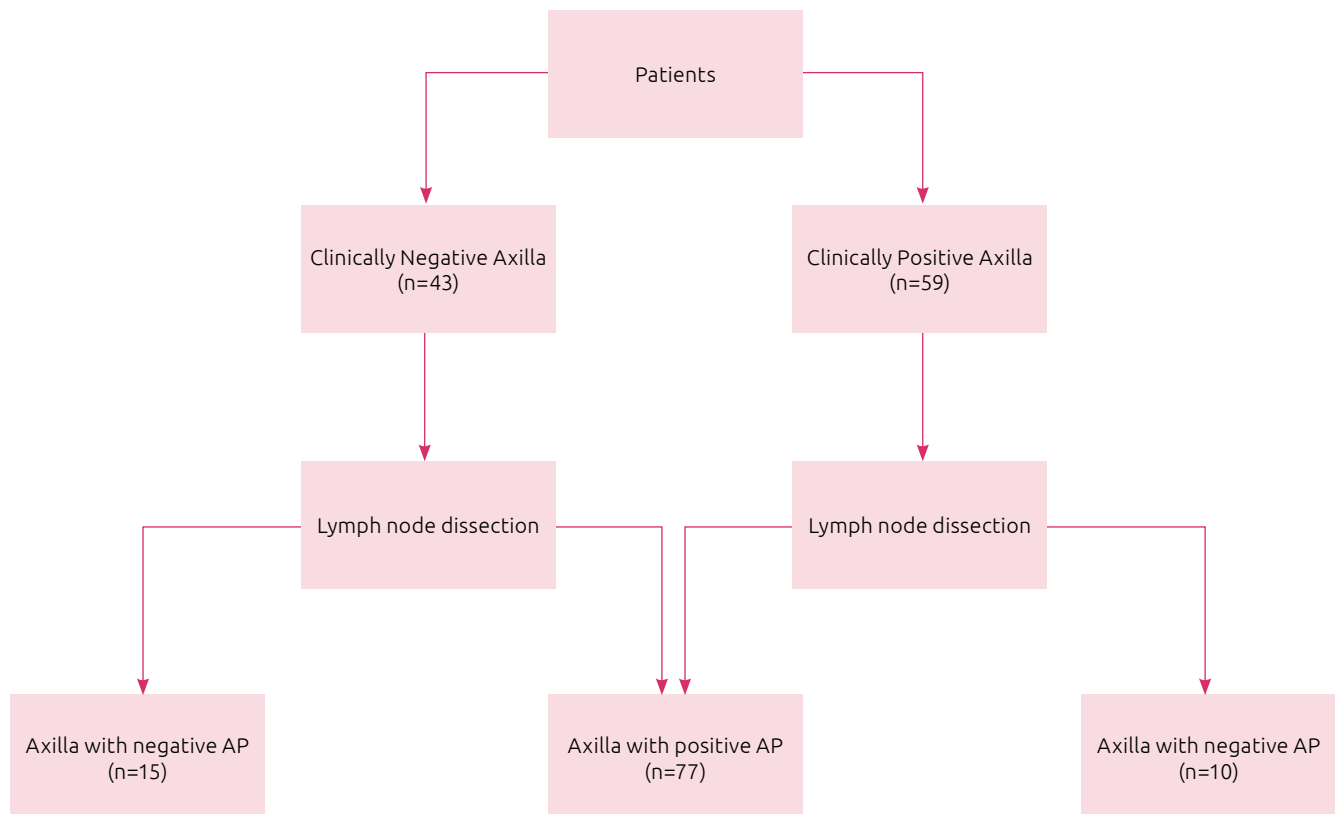 Patients
Clinically Negative Axilla
(n=43)
Clinically Positive Axilla
(n=59)
Lymph node dissection
Lymph node dissection
Axilla with negative AP
(n=15)
Axilla with positive AP
(n=77)
Axilla with negative AP
(n=10)